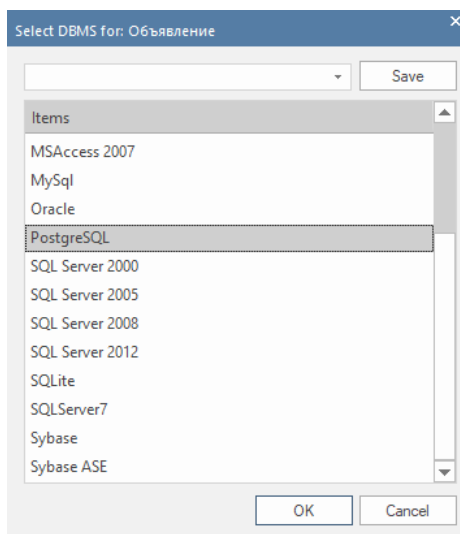 Select DBMS for: Объявление
Save
Items
MSAccess 2007
MySql
Oracle
PostgreSQL
SQL Server 2000
SQL Server 2005
SQL Server 2008
SQL Server 2012
SQLite
SQLServer7
Sybase
Sybase ASE
OK Cancel